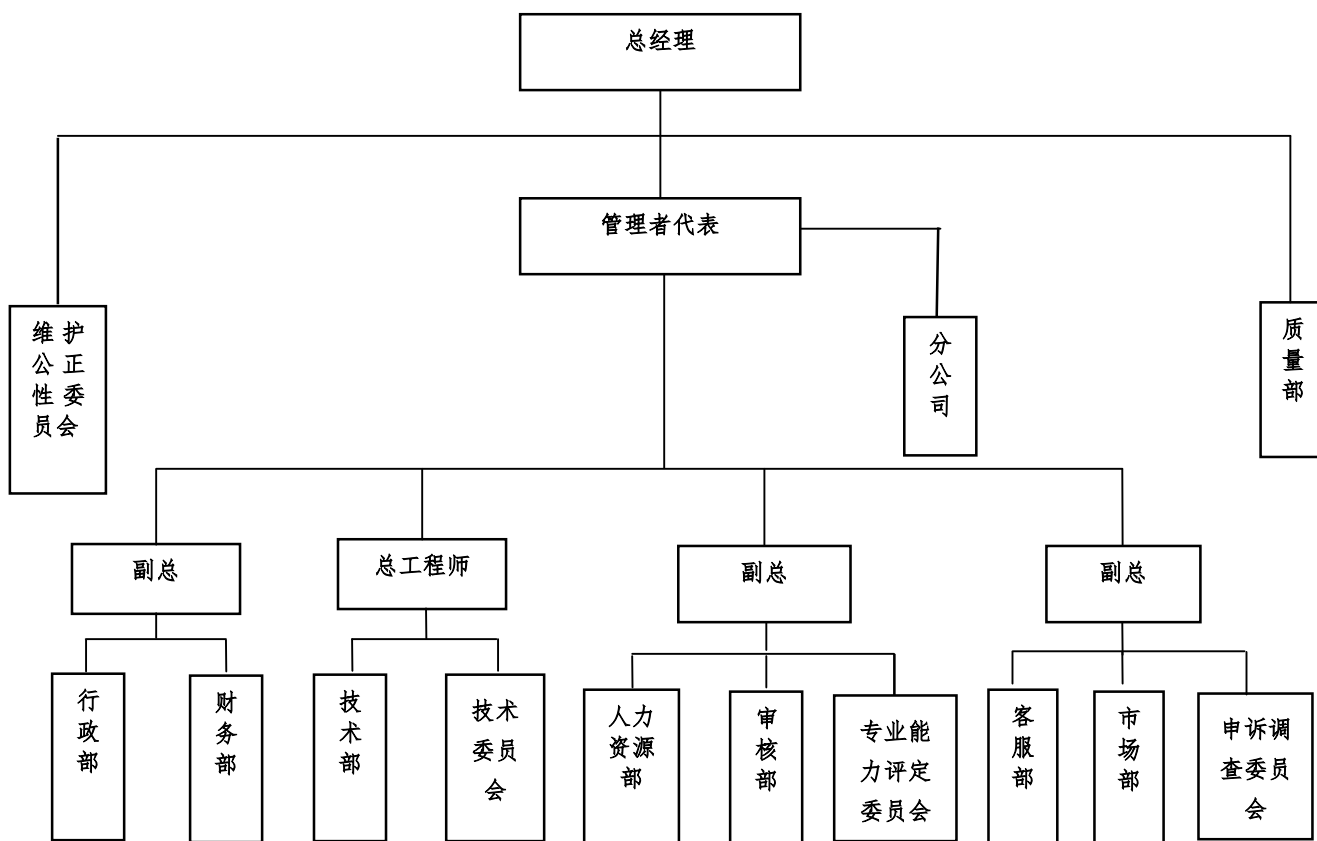 总经理
管理者代表
维护
公正
性委
员会
分
公
司
质
量
部
副总
总工程师
副总
副总
行
政
部
财
务
部
技
术
部
技术
委员
会
人力
资源
部
审
核
部
专业能
力评定
委员会
客
服
部
市
场
部
申诉调
查委员
会